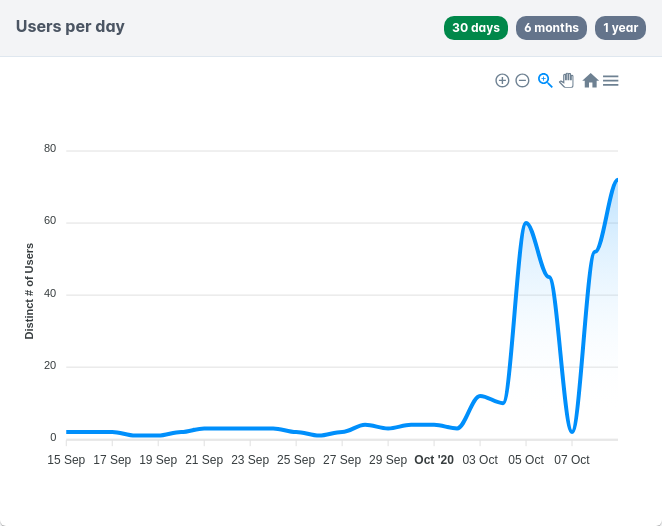 Users per day
30 days
6 months
1 year
80
60
40
20
0
Distinct # of Users
15 Sep 17 Sep 19 Sep 21 Sep 23 Sep 25 Sep 27 Sep 29 Sep Oct '20 03 Oct 05 Oct 07 Oct